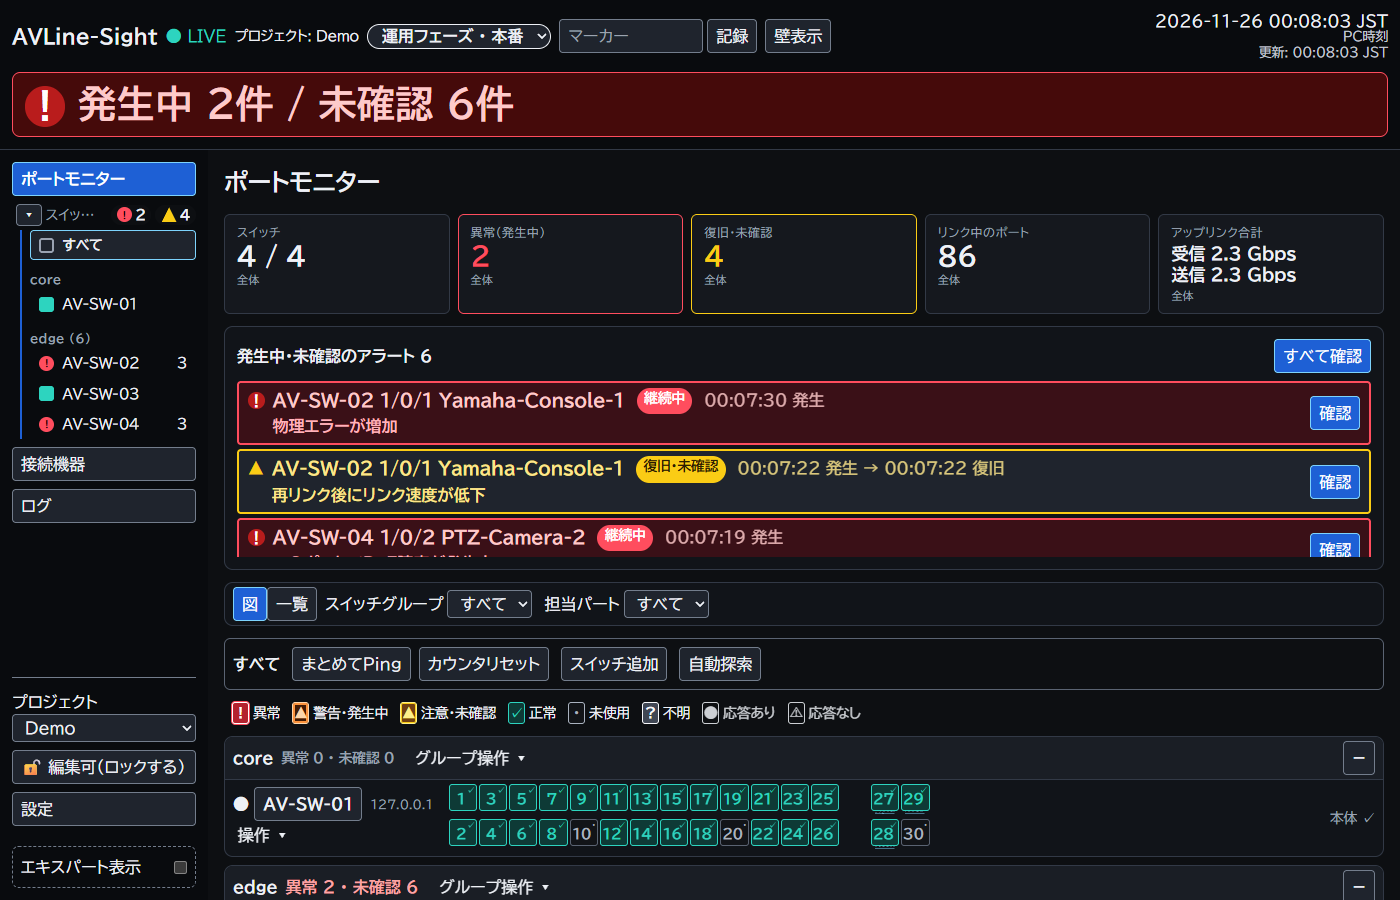 AVLine-Sight LIVE プロジェクト: Demo 運用フェーズ・本番 マーカー 記録 壁表示
2026-11-26 00:08:03 JST
PC時刻
更新: 00:08:03 JST
! 発生中 2件 / 未確認 6件
ポートモニター
▾ スイッ… ! 2 4
すべて
core
AV-SW-01
edge (6)
! AV-SW-02 3
AV-SW-03
! AV-SW-04 3
接続機器
ログ
プロジェクト
Demo
編集可(ロックする)
設定
エキスパート表示
ポートモニター
スイッチ
4 / 4
全体
異常(発生中)
2
全体
復旧・未確認
4
全体
リンク中のポート
86
全体
アップリンク合計
受信 2.3 Gbps
送信 2.3 Gbps
全体
発生中・未確認のアラート 6 すべて確認
! AV-SW-02 1/0/1 Yamaha-Console-1 継続中 00:07:30 発生
物理エラーが増加
確認
AV-SW-02 1/0/1 Yamaha-Console-1 復旧・未確認 00:07:22 発生 → 00:07:22 復旧
再リンク後にリンク速度が低下
確認
! AV-SW-04 1/0/2 PTZ-Camera-2 継続中 00:07:19 発生
確認
図 一覧 スイッチグループ すべて 担当パート すべて
すべて まとめてPing カウンタリセット スイッチ追加 自動探索
! 異常 警告・発生中 注意・未確認 ✓ 正常 · 未使用 ? 不明 応答あり 応答なし
core 異常 0・未確認 0 グループ操作 ▾ −
AV-SW-01 127.0.0.1
操作 ▾
1 3 5 7 9 11 13 15 17 19 21 23 25 27 29
2 4 6 8 10 12 14 16 18 20 22 24 26 28 30
本体 ✓
edge 異常 2・未確認 6 グループ操作 ▾ −